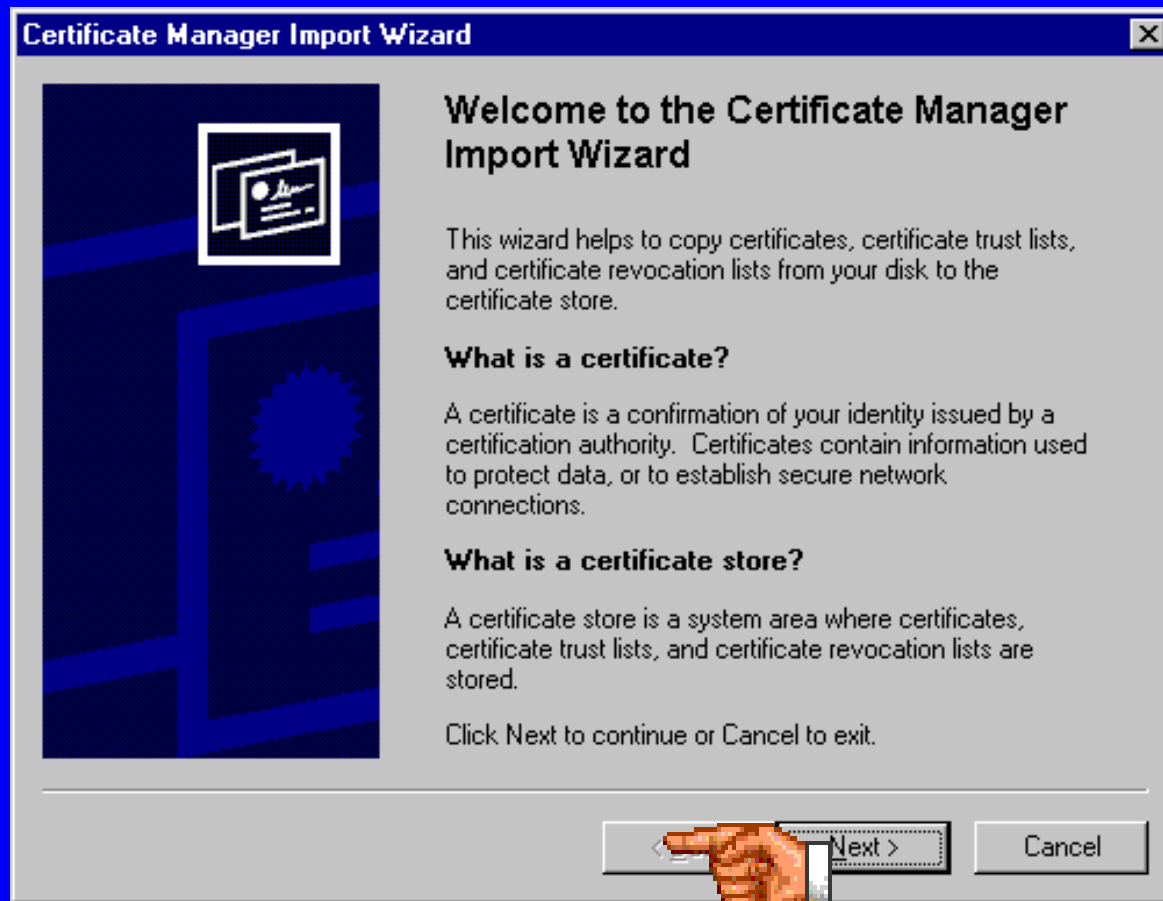 Certificate Manager Import Wizard
Welcome to the Certificate Manager
Import Wizard
This wizard helps to copy certificates, certificate trust lists,
and certificate revocation lists from your disk to the
certificate store.
What is a certificate?
A certificate is a confirmation of your identity issued by a
certification authority.  Certificates contain information used
to protect data, or to establish secure network
connections.
What is a certificate store?
A certificate store is a system area where certificates,
certificate trust lists, and certificate revocation lists are
stored.
Click Next to continue or Cancel to exit.
< Next > Cancel